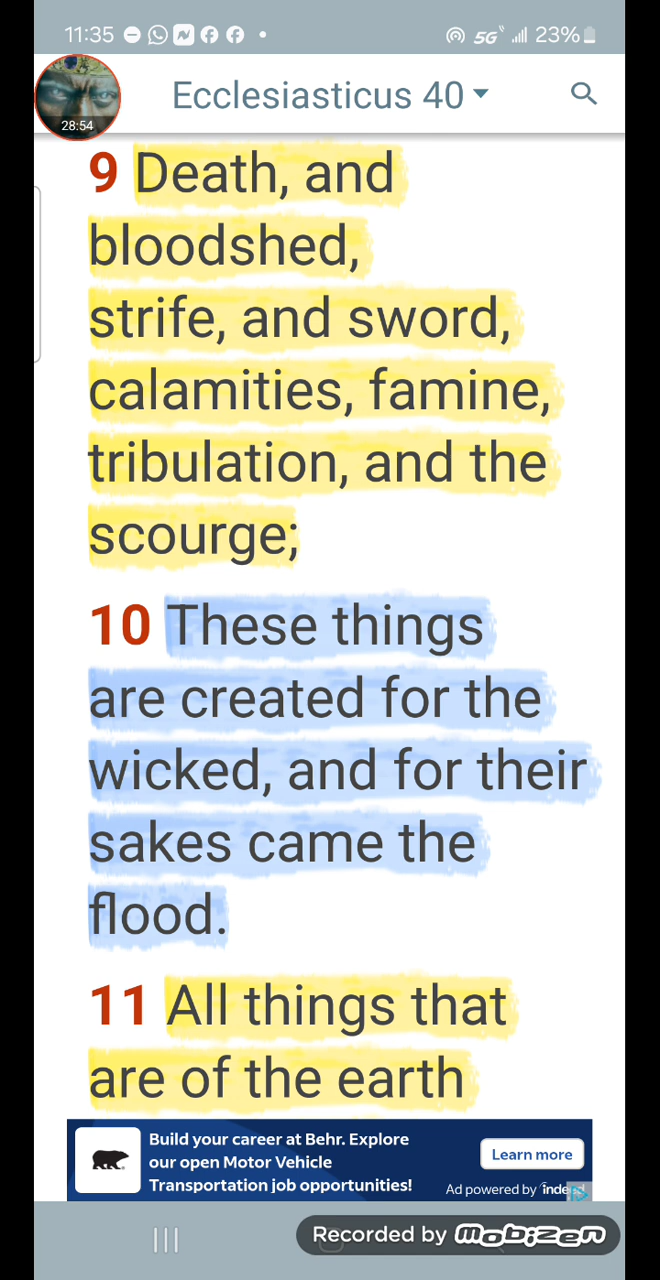 11:35
5G 23%
28:54
Ecclesiasticus 40
9 Death, and
bloodshed,
strife, and sword,
calamities, famine,
tribulation, and the
scourge;
10 These things
are created for the
wicked, and for their
sakes came the
flood.
11 All things that
are of the earth
Build your career at Behr. Explore
our open Motor Vehicle
Transportation job opportunities!
Learn more
Ad powered by indeed
Recorded by Mobizen